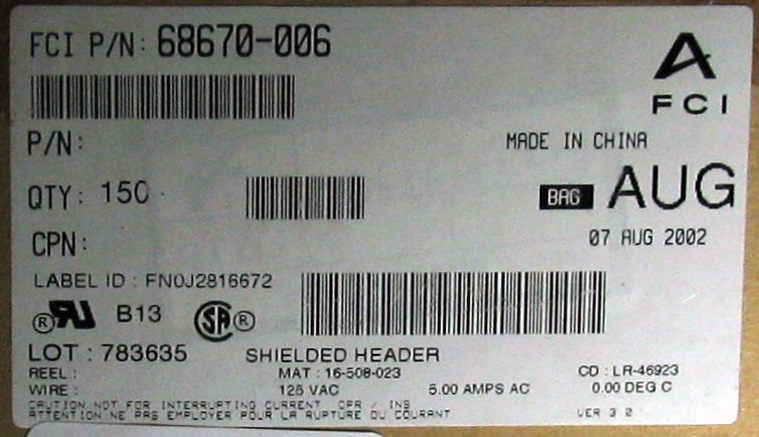 FCI P/N: 68670-006
FCI
P/N:
MADE IN CHINA
QTY: 150
BAG AUG
CPN:
07 AUG 2002
LABEL ID : FN0J2816672
B13
LOT : 783635 SHIELDED HEADER
REEL : MAT : 16-508-023 CD : LR-46923
WIRE : 125 VAC 5.00 AMPS AC 0.00 DEG C
CAUTION NOT FOR INTERRUPTING CURRENT CPR / INS
ATTENTION NE PAS EMPLOYER POUR LA RUPTURE DU COURANT VER 3 0